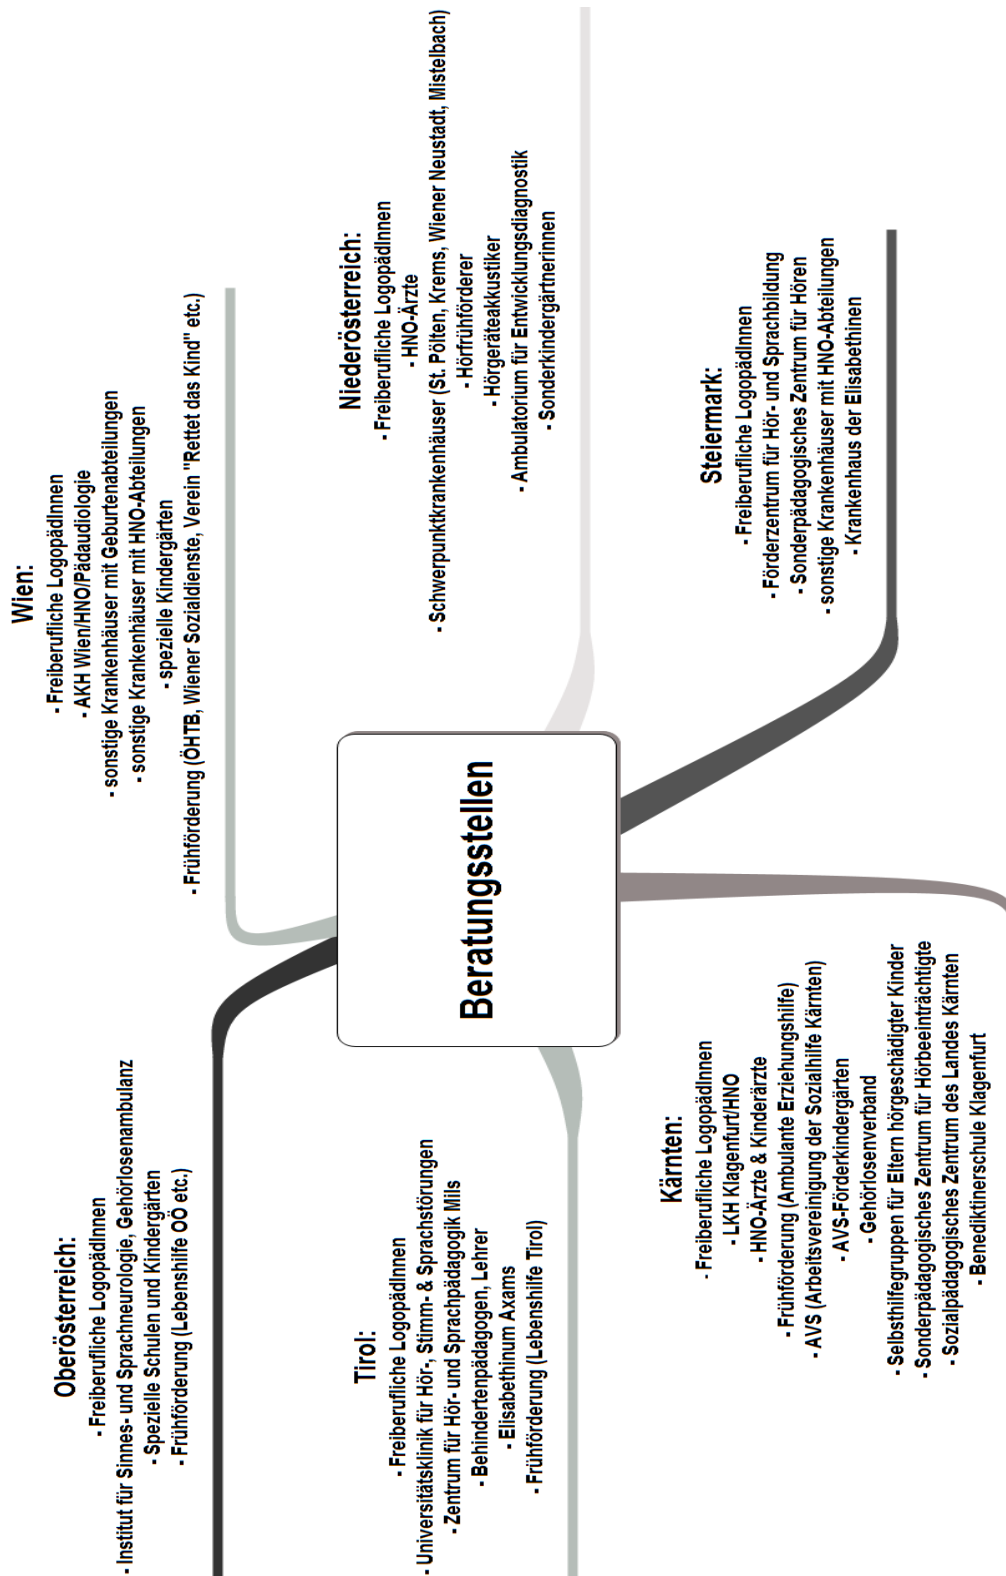 Oberösterreich:
- Freiberufliche LogopädInnen
- Institut für Sinnes- und Sprachneurologie, Gehörlosenambulanz
- Spezielle Schulen und Kindergärten
- Frühförderung (Lebenshilfe OÖ etc.)
Wien:
- Freiberufliche LogopädInnen
- AKH Wien/HNO/Pädaudiologie
- sonstige Krankenhäuser mit Geburtenabteilungen
- sonstige Krankenhäuser mit HNO-Abteilungen
- spezielle Kindergärten
- Frühförderung (ÖHTB, Wiener Sozialdienste, Verein "Rettet das Kind" etc.)
Tirol:
- Freiberufliche LogopädInnen
- Universitätsklinik für Hör-, Stimm- & Sprachstörungen
- Zentrum für Hör- und Sprachpädagogik Mils
- Behindertenpädagogen, Lehrer
- Elisabethinum Axams
- Frühförderung (Lebenshilfe Tirol)
Beratungsstellen
Niederösterreich:
- Freiberufliche LogopädInnen
- HNO-Ärzte
- Schwerpunktkrankenhäuser (St. Pölten, Krems, Wiener Neustadt, Mistelbach)
- Hörfrühförderer
- Hörgeräteakkustiker
- Ambulatorium für Entwicklungsdiagnostik
- Sonderkindergärtnerinnen
Kärnten:
- Freiberufliche LogopädInnen
- LKH Klagenfurt/HNO
- HNO-Ärzte & Kinderärzte
- Frühförderung (Ambulante Erziehungshilfe)
- AVS (Arbeitsvereinigung der Sozialhilfe Kärnten)
- AVS-Förderkindergärten
- Gehörlosenverband
- Selbsthilfegruppen für Eltern hörgeschädigter Kinder
- Sonderpädagogisches Zentrum für Hörbeeinträchtigte
- Sozialpädagogisches Zentrum des Landes Kärnten
- Benediktinerschule Klagenfurt
Steiermark:
- Freiberufliche LogopädInnen
- Förderzentrum für Hör- und Sprachbildung
- Sonderpädagogisches Zentrum für Hören
- sonstige Krankenhäuser mit HNO-Abteilungen
- Krankenhaus der Elisabethinen